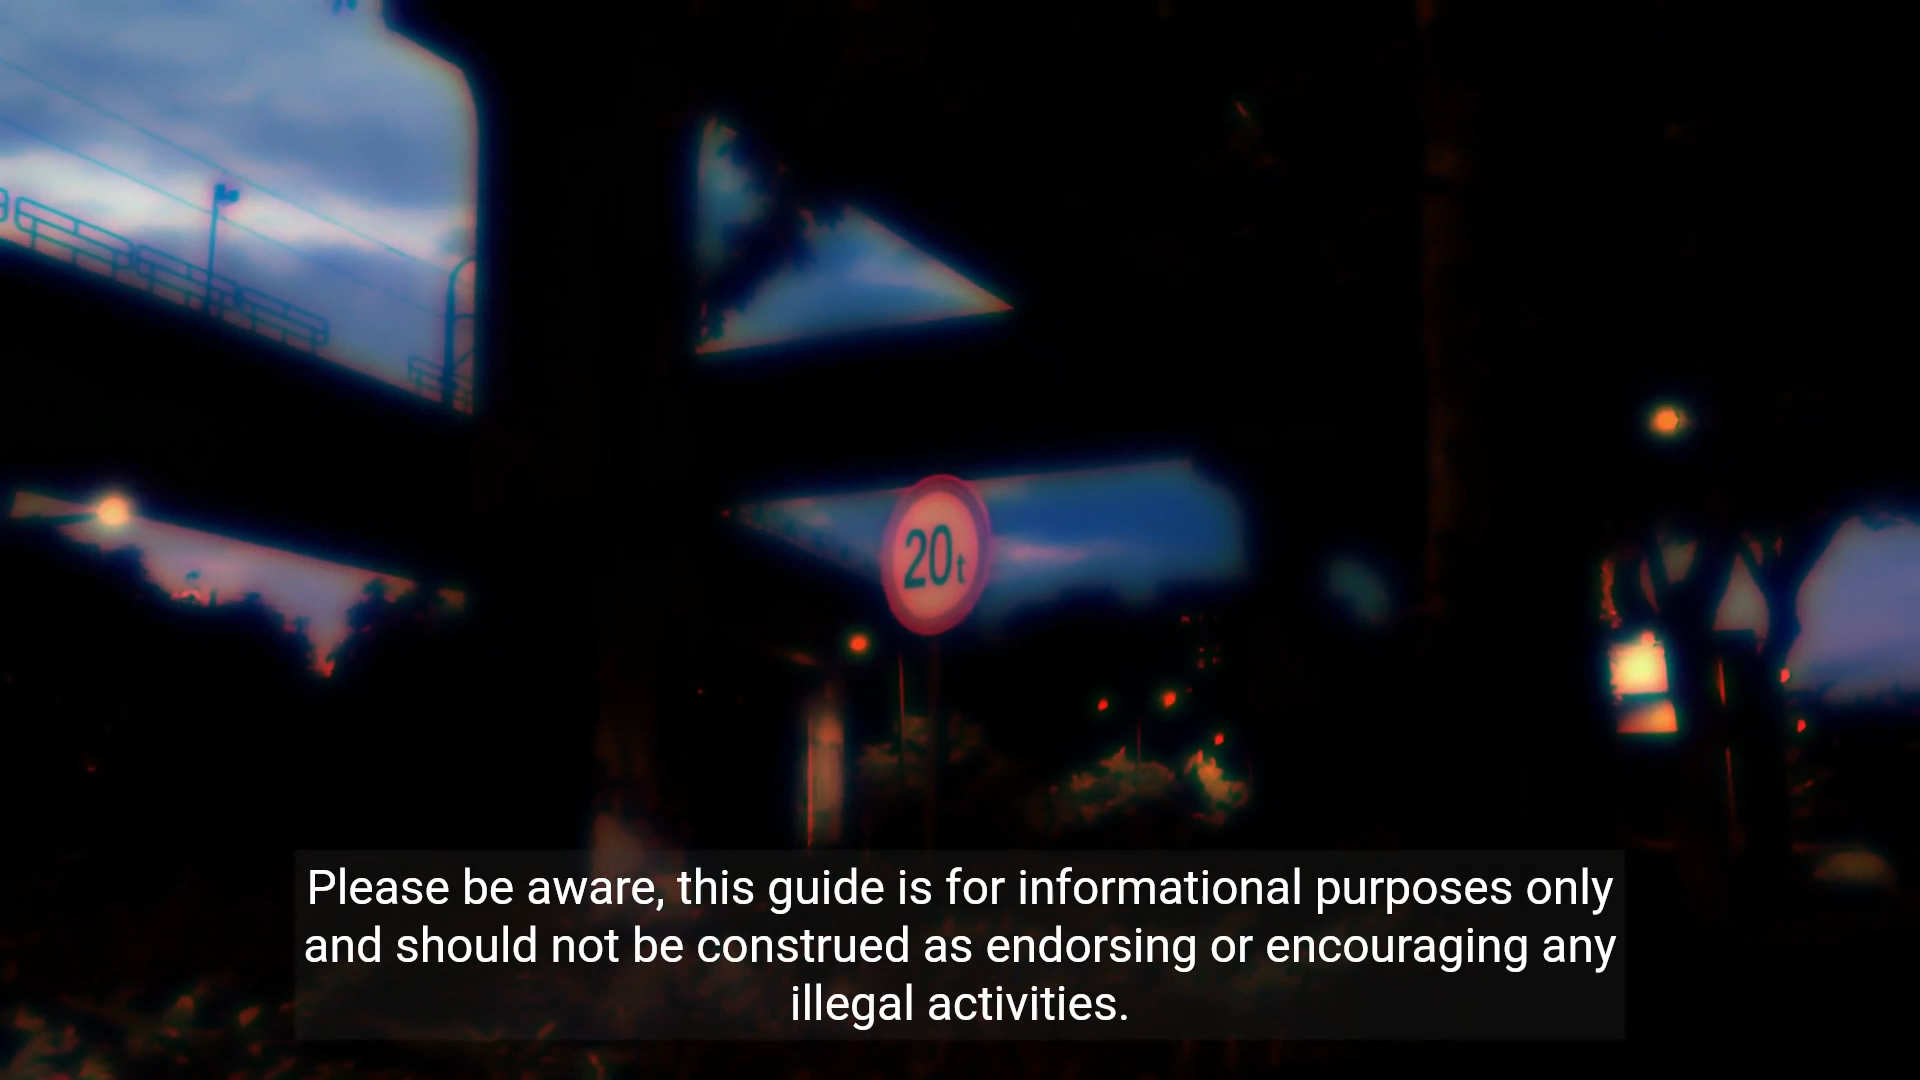 20t
Please be aware, this guide is for informational purposes only
and should not be construed as endorsing or encouraging any
illegal activities.